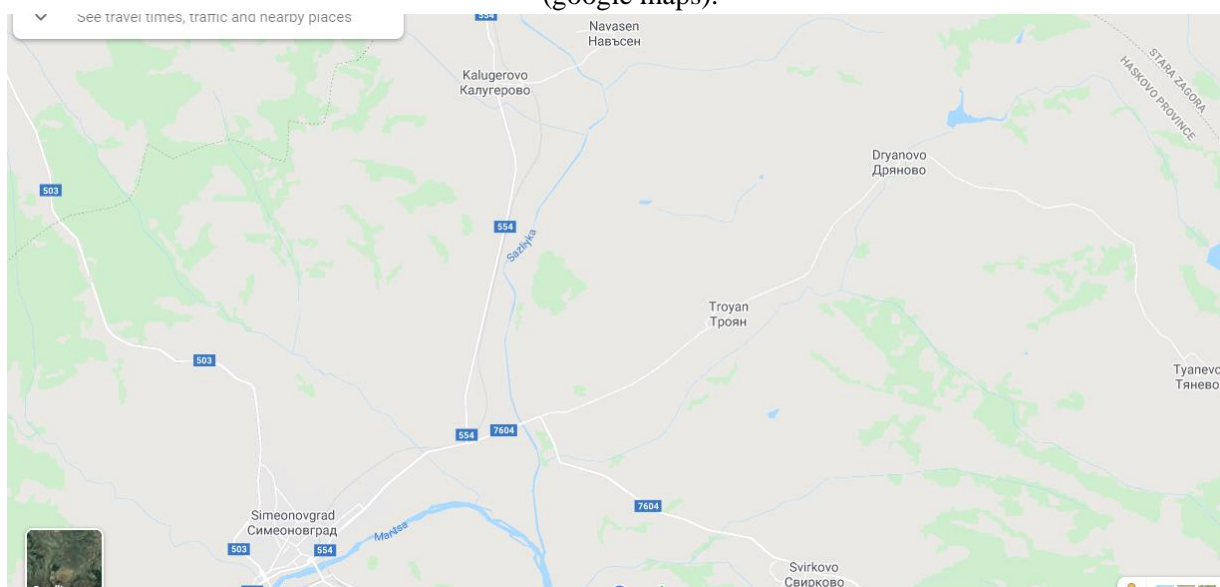 (google maps).
See travel times, traffic and nearby places
554
Navasen
Навъсен
Kalugerovo
Калугерово
STARA ZAGORA
HASKOVO PROVINCE
Dryanovo
Дряново
503
554
Sazliyka
Troyan
Троян
503
Tyanevo
Тянево
554
7604
7604
Simeonovgrad
Симеоновград
Maritsa
503
554
Svirkovo
Свирково